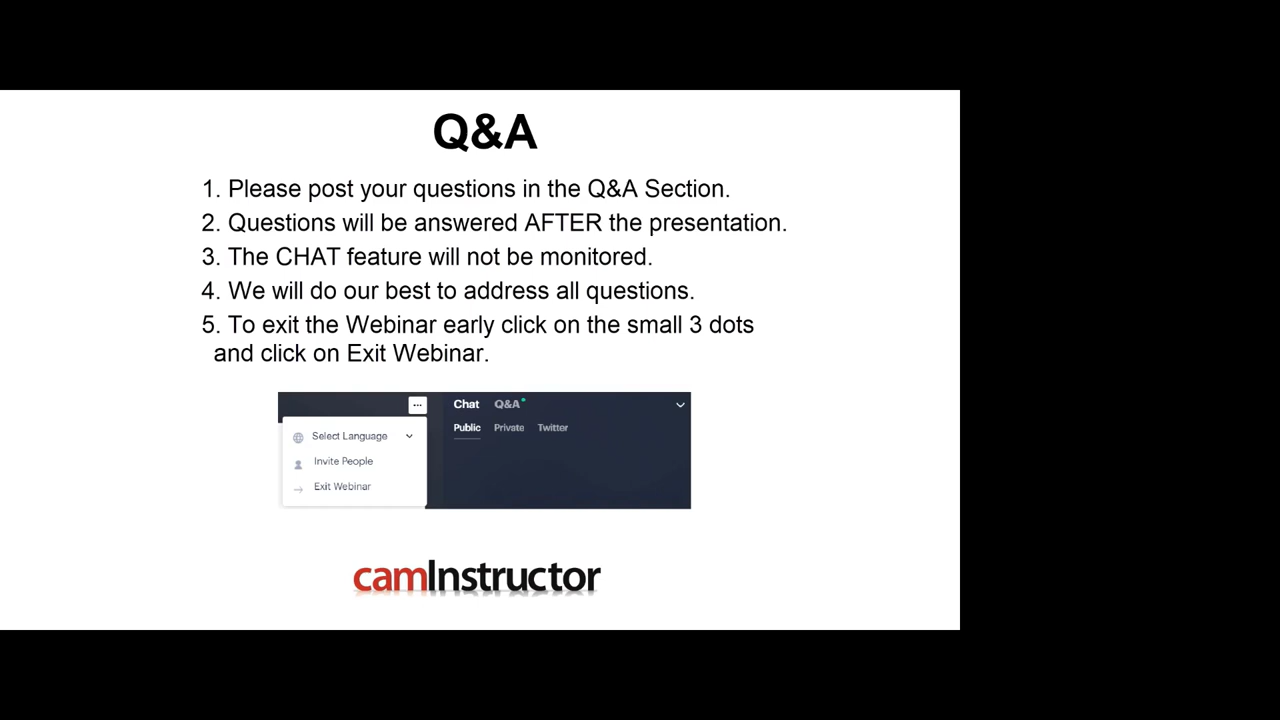 Q&A
1. Please post your questions in the Q&A Section.
2. Questions will be answered AFTER the presentation.
3. The CHAT feature will not be monitored.
4. We will do our best to address all questions.
5. To exit the Webinar early click on the small 3 dots
and click on Exit Webinar.
... Chat Q&A
Select Language Public Private Twitter
Invite People
Exit Webinar
camInstructor